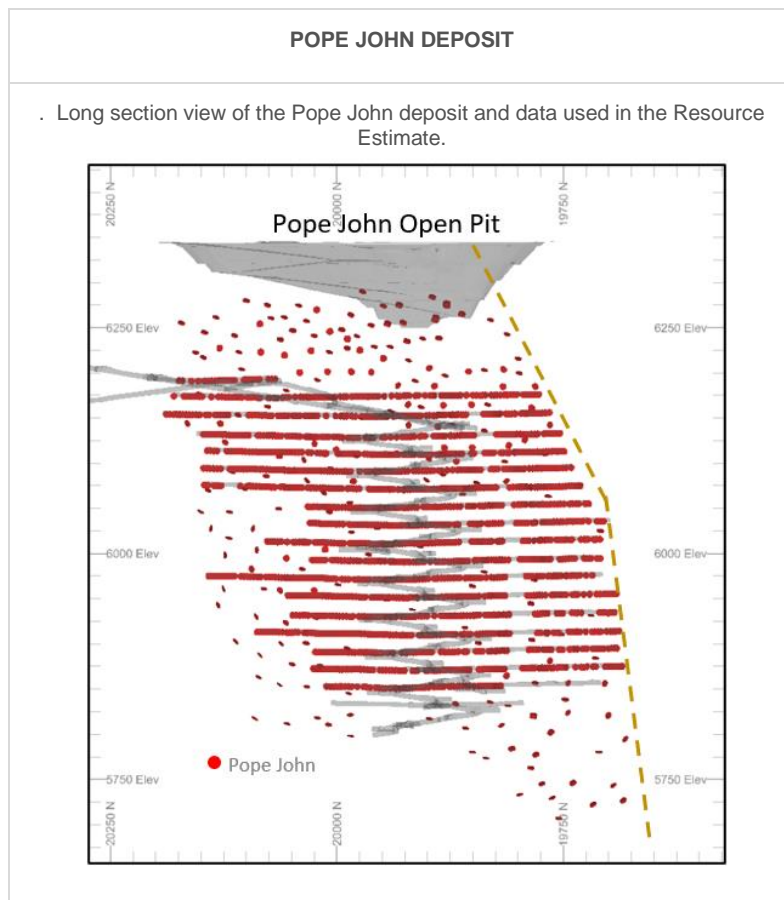 POPE JOHN DEPOSIT
. Long section view of the Pope John deposit and data used in the Resource
Estimate.
20250 N
20000 N
19750 N
Pope John Open Pit
6250 Elev
6250 Elev
6000 Elev
6000 Elev
Pope John
5750 Elev
5750 Elev
20250 N
20000 N
19750 N